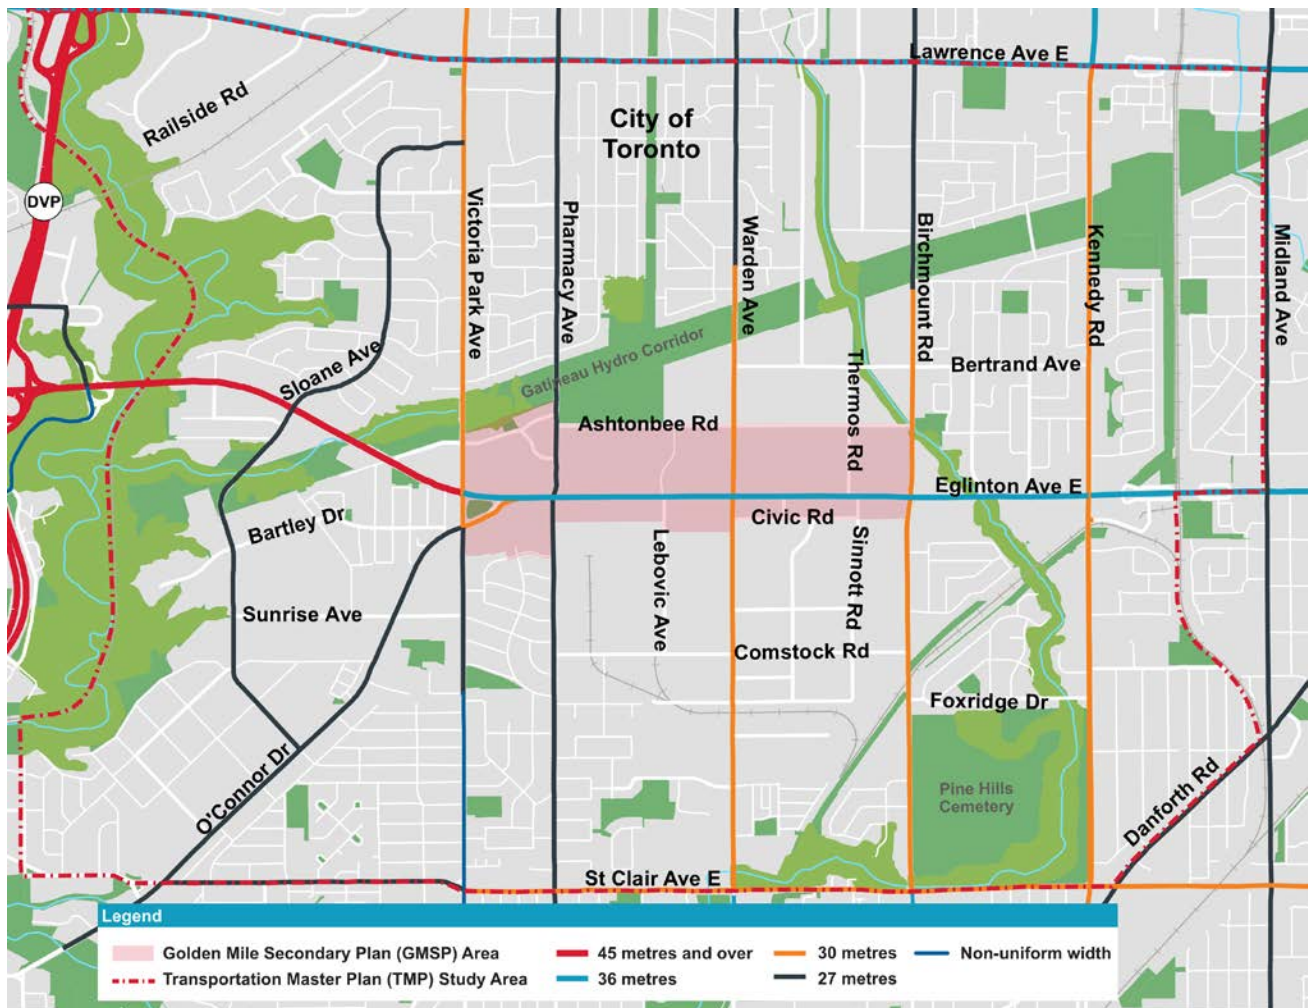 Lawrence Ave E
Railside Rd
City of
Toronto
DVP
Victoria Park Ave
Pharmacy Ave
Warden Ave
Birchmount Rd
Kennedy Rd
Midland Ave
Sloane Ave
Gatineau Hydro Corridor
Thermos Rd
Bertrand Ave
Ashtonbee Rd
Eglinton Ave E
Bartley Dr
Civic Rd
Lebovic Ave
Sinnott Rd
Sunrise Ave
Comstock Rd
Foxridge Dr
O'Connor Dr
Pine Hills
Cemetery
Danforth Rd
St Clair Ave E
Legend
Golden Mile Secondary Plan (GMSP) Area
45 metres and over
30 metres
Non-uniform width
Transportation Master Plan (TMP) Study Area
36 metres
27 metres